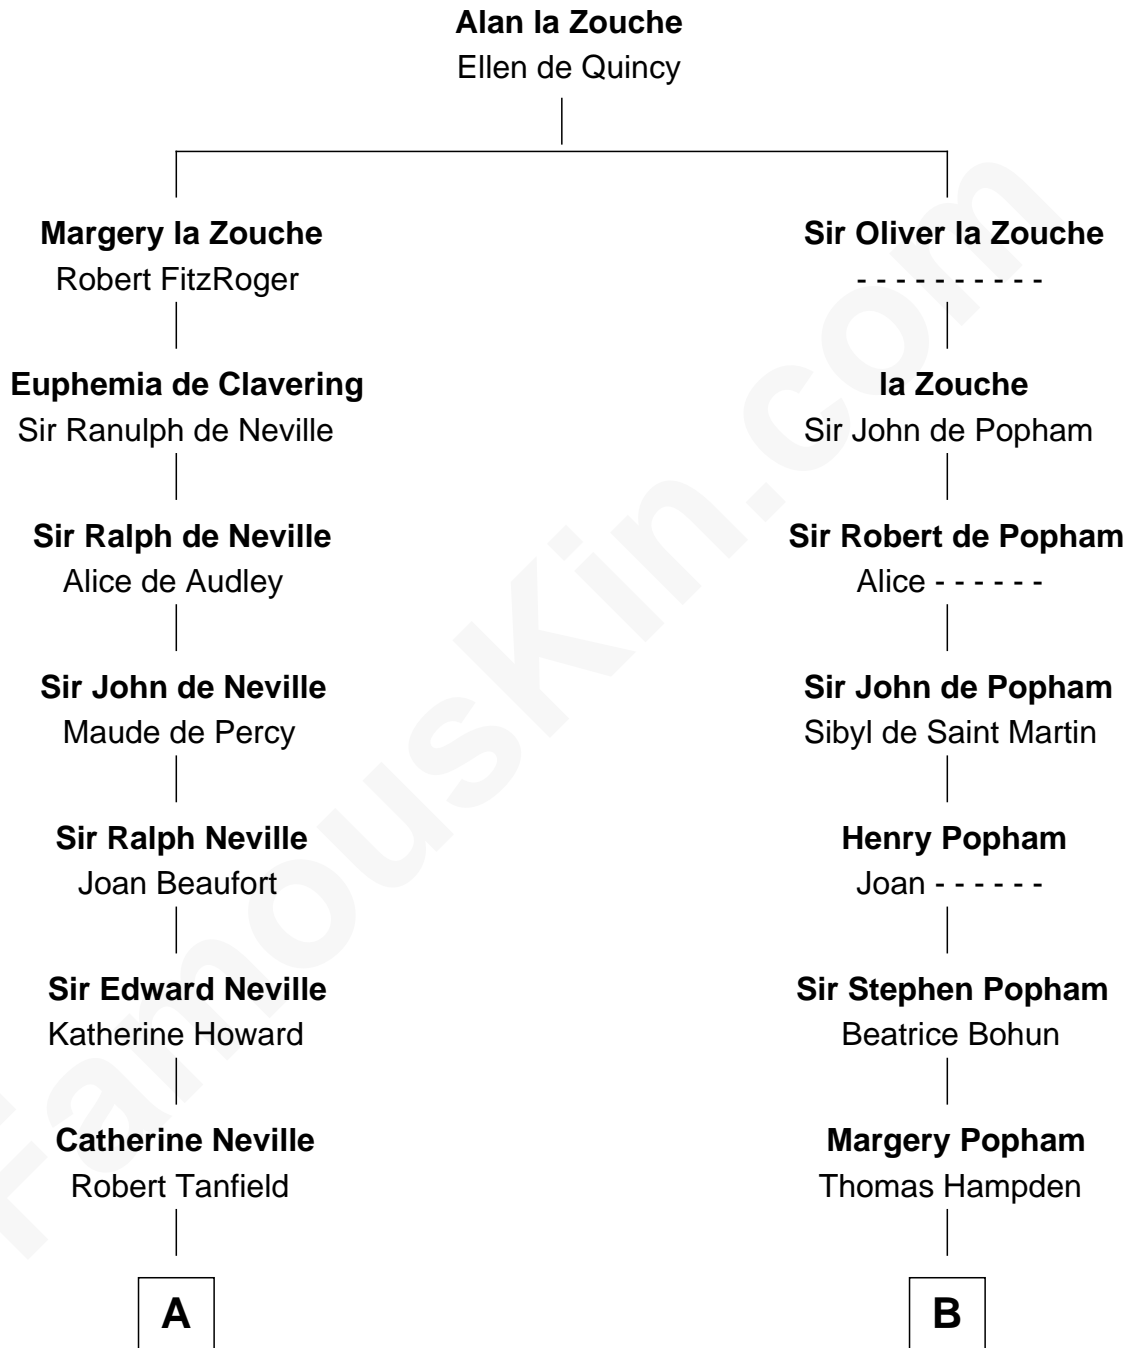 Alan la Zouche
Ellen de Quincy
Margery la Zouche
Robert FitzRoger
Euphemia de Clavering
Sir Ranulph de Neville
Sir Ralph de Neville
Alice de Audley
Sir John de Neville
Maude de Percy
Sir Ralph Neville
Joan Beaufort
Sir Edward Neville
Katherine Howard
Catherine Neville
Robert Tanfield
A
Sir Oliver la Zouche
- - - - - - - - - -
la Zouche
Sir John de Popham
Sir Robert de Popham
Alice - - - - - -
Sir John de Popham
Sibyl de Saint Martin
Henry Popham
Joan - - - - - -
Sir Stephen Popham
Beatrice Bohun
Margery Popham
Thomas Hampden
B
FamousKin.com